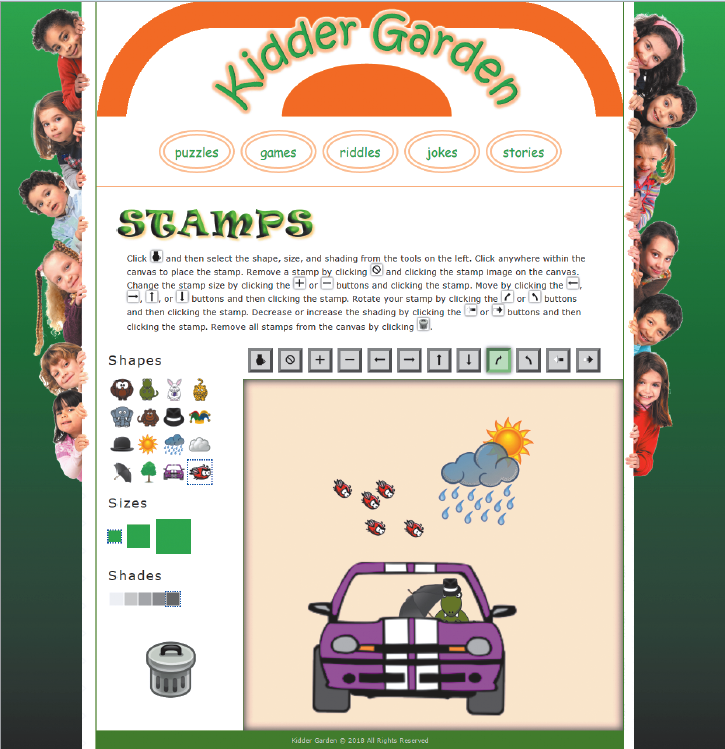 Kidder Garden
puzzles games riddles jokes stories
STAMPS
Click and then select the shape, size, and shading from the tools on the left. Click anywhere within the
canvas to place the stamp. Remove a stamp by clicking and clicking the stamp image on the canvas.
Change the stamp size by clicking the + or − buttons and clicking the stamp. Move by clicking the ←,
→, ↑, or ↓ buttons and then clicking the stamp. Rotate your stamp by clicking the or buttons
and then clicking the stamp. Decrease or increase the shading by clicking the or buttons and then
clicking the stamp. Remove all stamps from the canvas by clicking .
Shapes
Sizes
Shades
Kidder Garden © 2018 All Rights Reserved